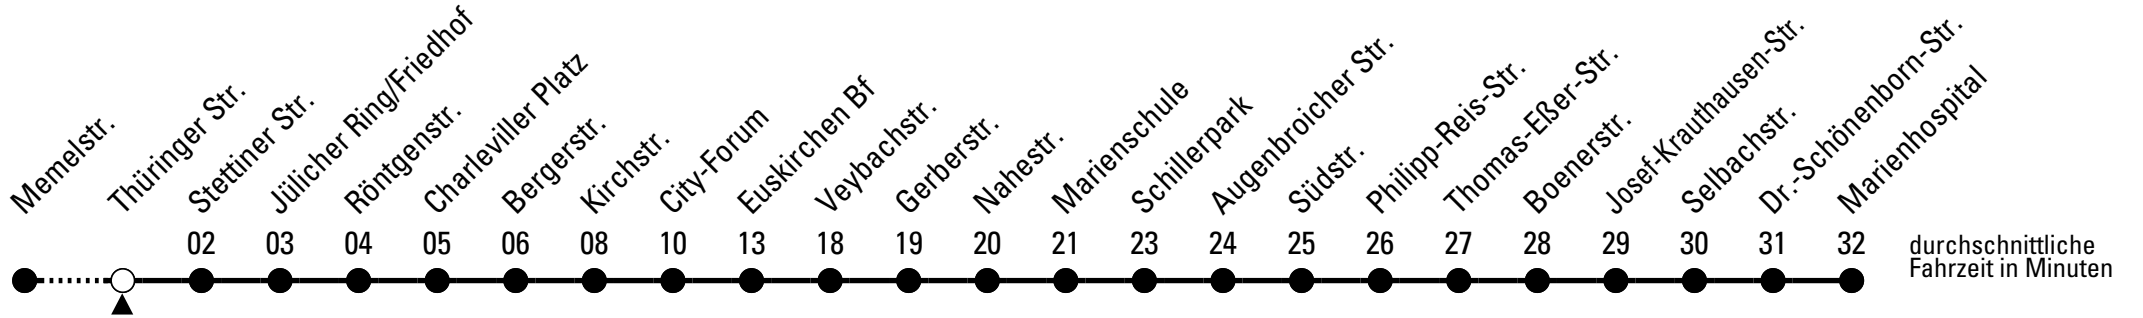 Memelstr.
Thüringer Str.
Stettiner Str.
Jülicher Ring/Friedhof
Röntgenstr.
Charleviller Platz
Bergerstr.
Kirchstr.
City-Forum
Euskirchen Bf
Veybachstr.
Gerberstr.
Nahestr.
Marienschule
Schillerpark
Augenbroicher Str.
Südstr.
Philipp-Reis-Str.
Thomas-Eßer-Str.
Boenerstr.
Josef-Krauthausen-Str.
Selbachstr.
Dr.-Schönenborn-Str.
Marienhospital
02 03 04 05 06 08 10 13 18 19 20 21 23 24 25 26 27 28 29 30 31 32
durchschnittliche
Fahrzeit in Minuten